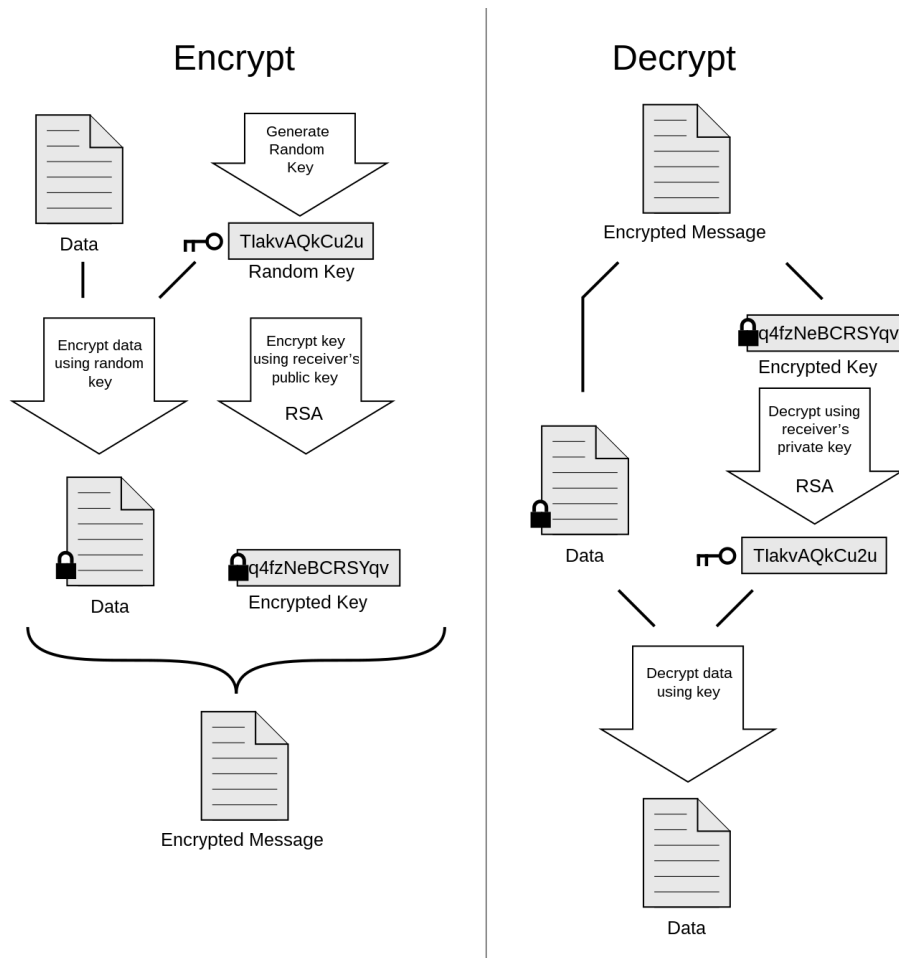 Encrypt
Generate
Random
Key
Data
TlakvAQkCu2u
Random Key
Encrypt data
using random
key
Encrypt key
using receiver's
public key
RSA
Data
q4fzNeBCRSYqv
Encrypted Key
Encrypted Message
Decrypt
Encrypted Message
q4fzNeBCRSYqv
Encrypted Key
Decrypt using
receiver's
private key
RSA
Data
TlakvAQkCu2u
Decrypt data
using key
Data